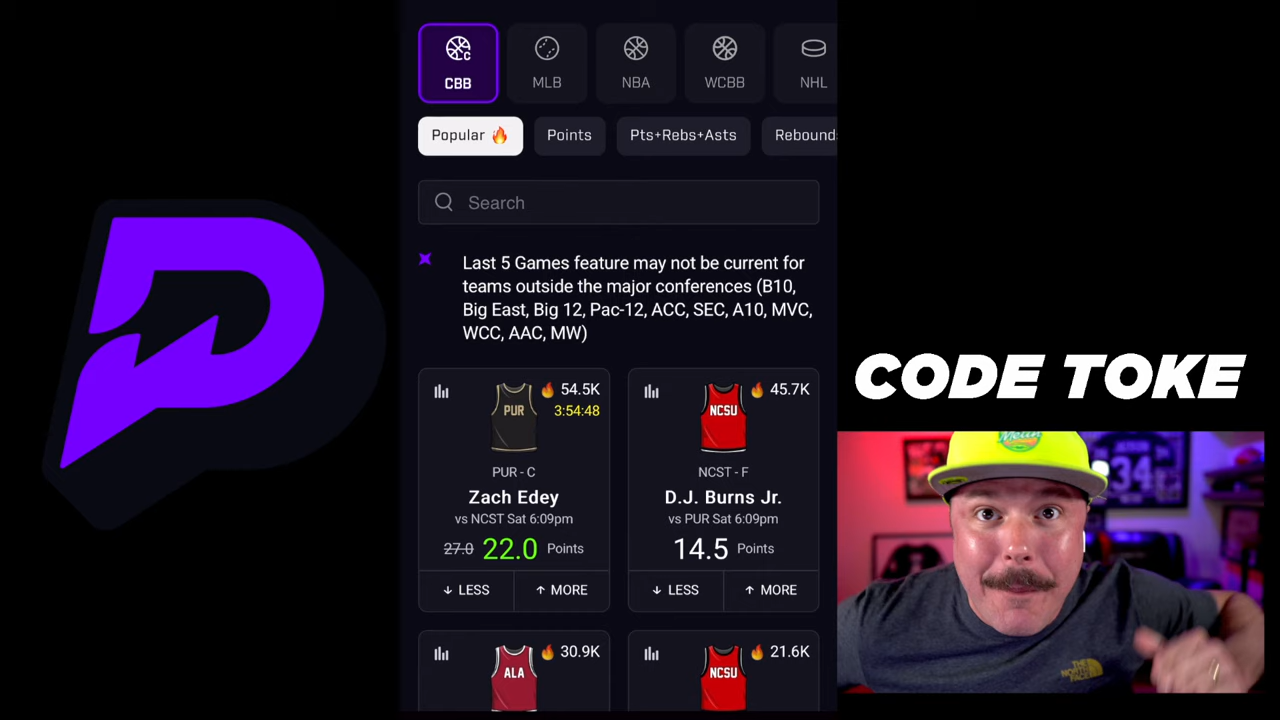 CBB
MLB
NBA
WCBB
NHL
Popular 🔥
Points
Pts+Rebs+Asts
Rebound
Search
Last 5 Games feature may not be current for
teams outside the major conferences (B10,
Big East, Big 12, Pac-12, ACC, SEC, A10, MVC,
WCC, AAC, MW)
PUR
🔥 54.5K
3:54:48
PUR - C
Zach Edey
vs NCST Sat 6:09pm
27.0 22.0 Points
↓ LESS
↑ MORE
NCSU
🔥 45.7K
NCST - F
D.J. Burns Jr.
vs PUR Sat 6:09pm
14.5 Points
↓ LESS
↑ MORE
ALA
🔥 30.9K
NCSU
🔥 21.6K
CODE TOKE
34
THE
NORTH
FACE